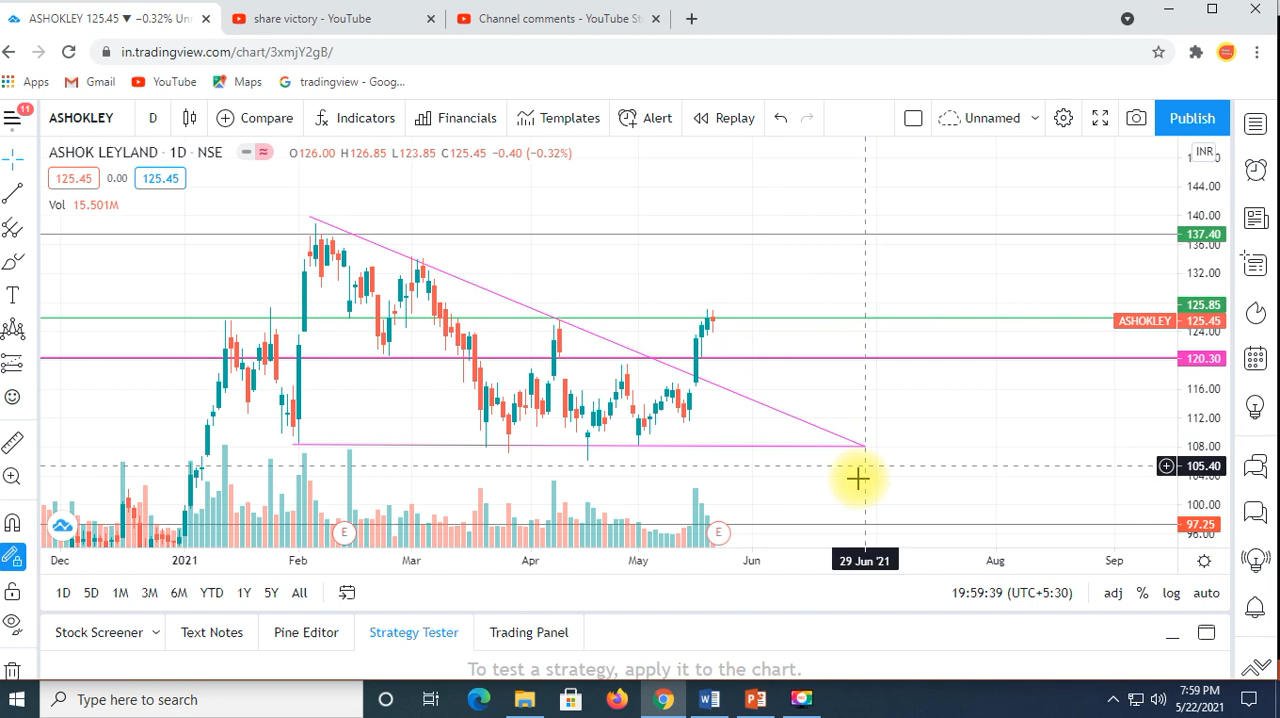 ASHOKLEY 125.45 ▼ −0.32% Unn
share victory - YouTube
Channel comments - YouTube St
in.tradingview.com/chart/3xmjY2gB/
Apps
Gmail
YouTube
Maps
tradingview - Goog...
11
ASHOKLEY
D
Compare
Indicators
Financials
Templates
Alert
Replay
Unnamed
Publish
ASHOK LEYLAND · 1D · NSE
O126.00 H126.85 L123.85 C125.45 −0.40 (−0.32%)
INR
125.45
0.00
125.45
Vol 15.501M
144.00
140.00
137.40
136.00
132.00
125.85
ASHOKLEY 125.45
124.00
120.30
116.00
112.00
108.00
105.40
104.00
100.00
97.25
96.00
E
E
Dec
2021
Feb
Mar
Apr
May
Jun
29 Jun '21
Aug
Sep
1D
5D
1M
3M
6M
YTD
1Y
5Y
All
19:59:39 (UTC+5:30)
adj
%
log
auto
Stock Screener
Text Notes
Pine Editor
Strategy Tester
Trading Panel
To test a strategy, apply it to the chart.
Type here to search
7:59 PM
5/22/2021